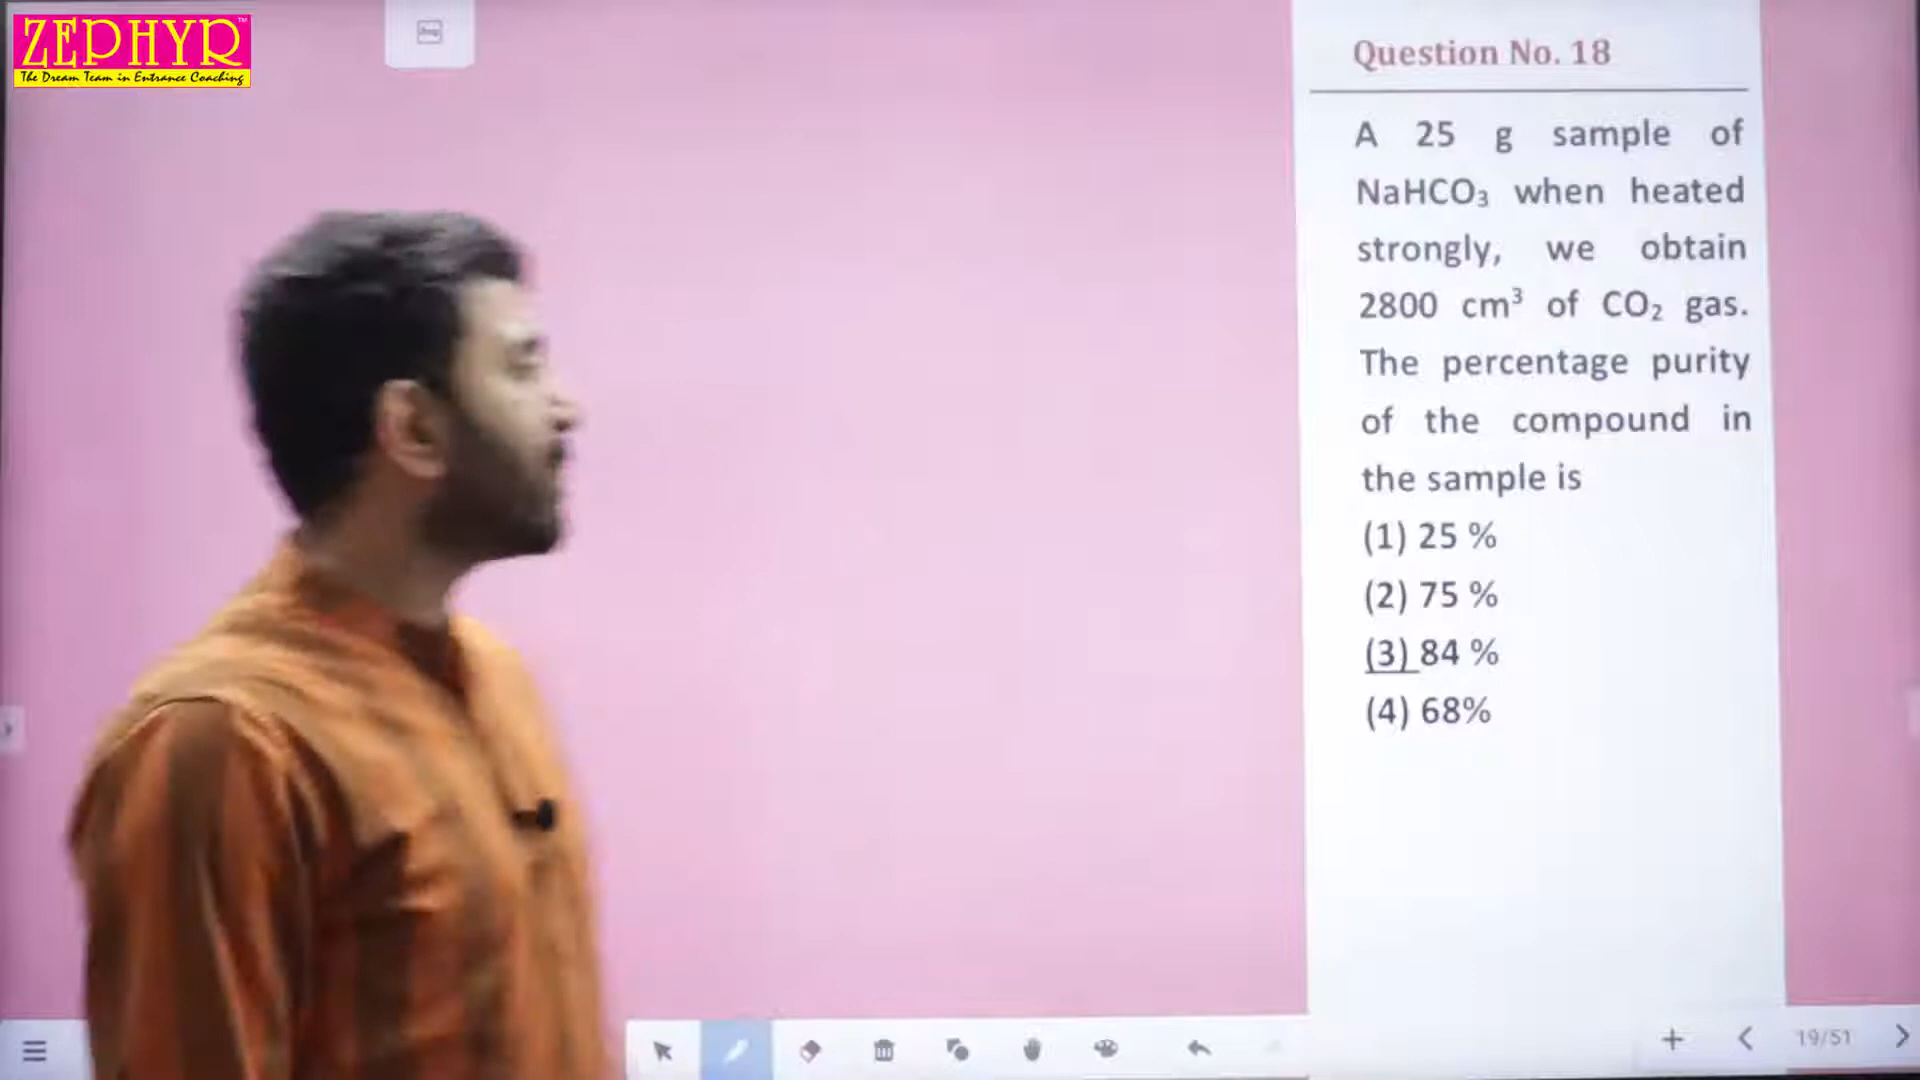 ZEPHYR™
The Dream Team in Entrance Coaching
Question No. 18
A 25 g sample of
NaHCO₃ when heated
strongly, we obtain
2800 cm³ of CO₂ gas.
The percentage purity
of the compound in
the sample is
(1) 25 %
(2) 75 %
(3) 84 %
(4) 68%
19/51